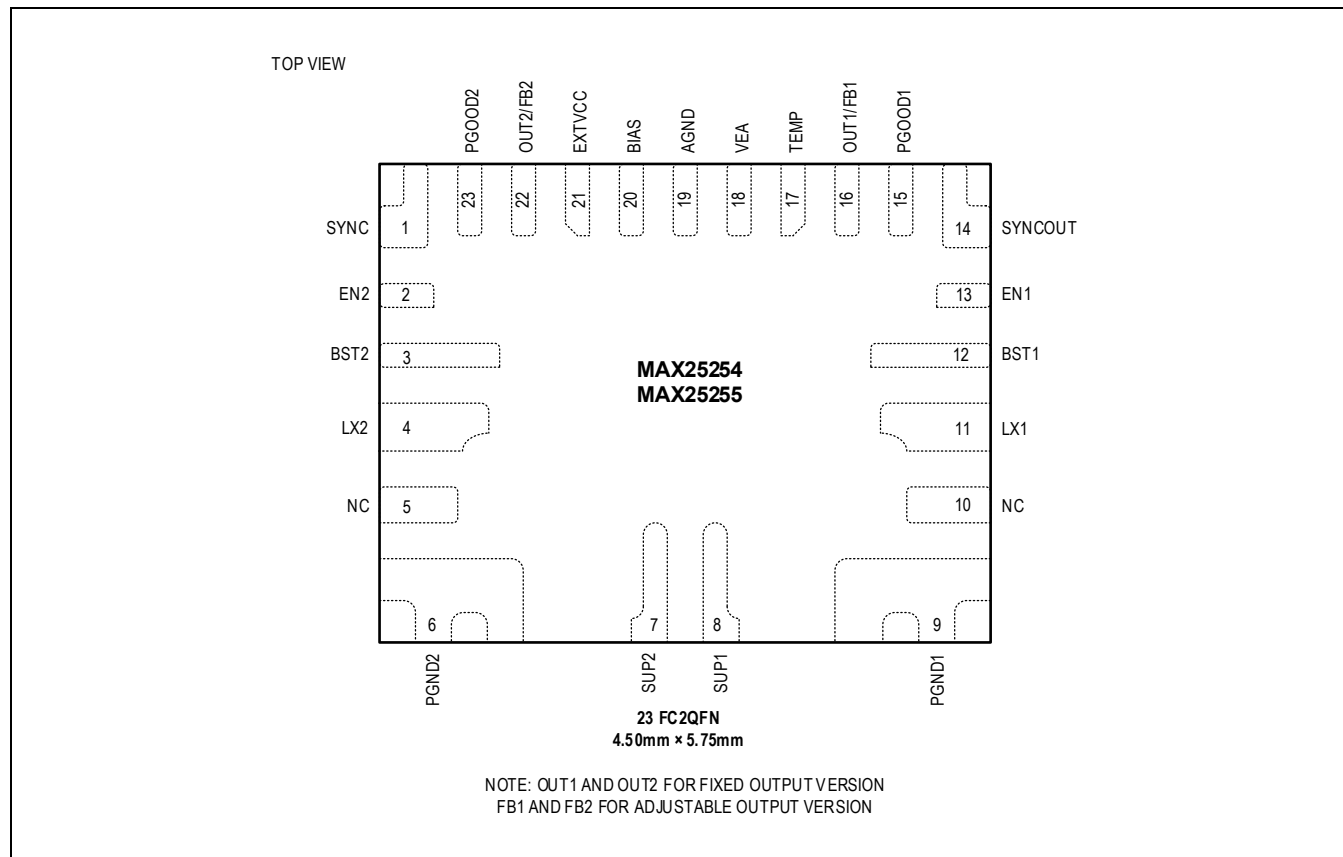 TOP VIEW
PGOOD2
OUT2/FB2
EXTVCC
BIAS
AGND
VEA
TEMP
OUT1/FB1
PGOOD1
23
22
21
20
19
18
17
16
15
SYNC 1
14 SYNCOUT
EN2 2
13 EN1
BST2 3
12 BST1
MAX25254
MAX25255
LX2 4
11 LX1
NC 5
10 NC
6
7
8
9
PGND2
SUP2
SUP1
PGND1
23 FC2QFN
4.50mm × 5.75mm
NOTE: OUT1 AND OUT2 FOR FIXED OUTPUT VERSION
FB1 AND FB2 FOR ADJUSTABLE OUTPUT VERSION